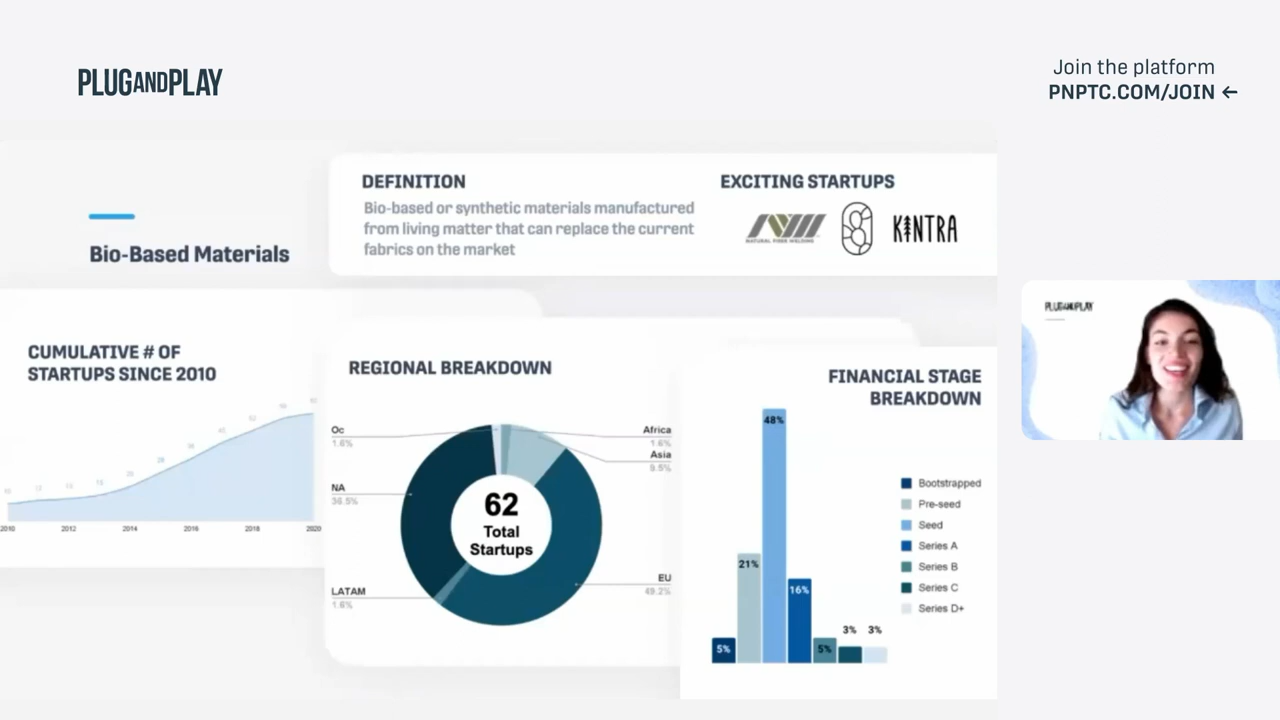 PLUGANDPLAY
Join the platform
PNPTC.COM/JOIN ←
Bio-Based Materials
DEFINITION
Bio-based or synthetic materials manufactured
from living matter that can replace the current
fabrics on the market
EXCITING STARTUPS
NATURAL FIBER WELDING
KINTRA
CUMULATIVE # OF
STARTUPS SINCE 2010
2010 2012 2014 2016 2018 2020
REGIONAL BREAKDOWN
Oc
1.6%
NA
36.5%
LATAM
1.6%
62
Total
Startups
Africa
1.6%
Asia
9.5%
EU
49.2%
FINANCIAL STAGE
BREAKDOWN
5%
21%
48%
16%
5%
3%
3%
Bootstrapped
Pre-seed
Seed
Series A
Series B
Series C
Series D+
PLUGANDPLAY